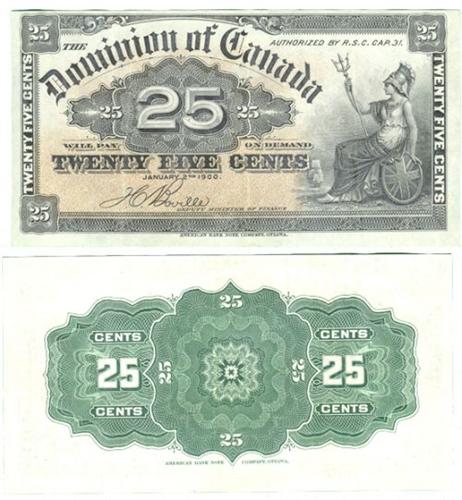 25
25
THE
Dominion of Canada
AUTHORIZED BY R.S.C. CAP. 31.
TWENTY FIVE CENTS
TWENTY FIVE CENTS
25
25
25
WILL PAY
ON DEMAND
TWENTY FIVE CENTS
JANUARY 2ND 1900.
J C Boville
DEPUTY MINISTER OF FINANCE
25
25
AMERICAN BANK NOTE COMPANY, OTTAWA.
25
CENTS
CENTS
25
25
25
25
CENTS
CENTS
25
AMERICAN BANK NOTE COMPANY, OTTAWA.